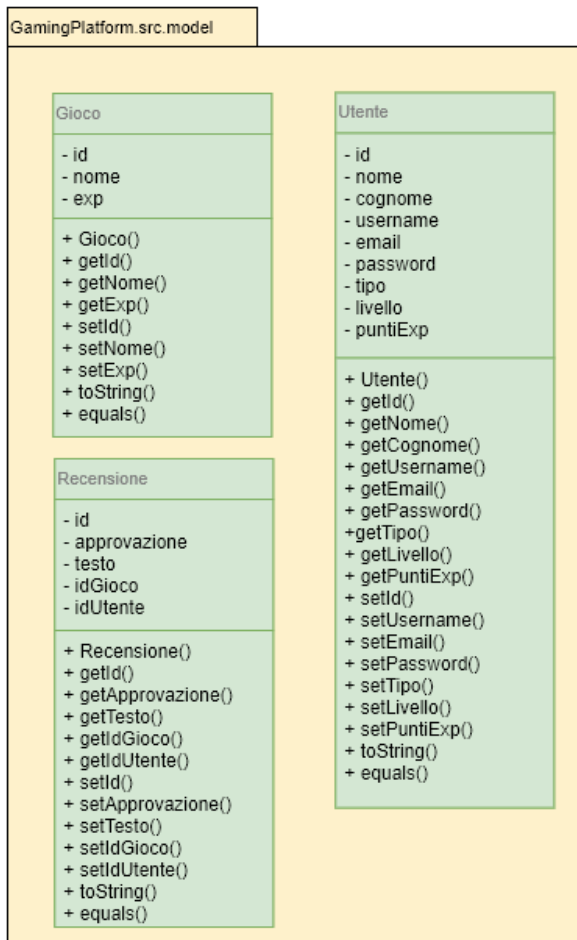 GamingPlatform.src.model
Gioco
- id
- nome
- exp
+ Gioco()
+ getId()
+ getNome()
+ getExp()
+ setId()
+ setNome()
+ setExp()
+ toString()
+ equals()
Recensione
- id
- approvazione
- testo
- idGioco
- idUtente
+ Recensione()
+ getId()
+ getApprovazione()
+ getTesto()
+ getIdGioco()
+ getIdUtente()
+ setId()
+ setApprovazione()
+ setTesto()
+ setIdGioco()
+ setIdUtente()
+ toString()
+ equals()
Utente
- id
- nome
- cognome
- username
- email
- password
- tipo
- livello
- puntiExp
+ Utente()
+ getId()
+ getNome()
+ getCognome()
+ getUsername()
+ getEmail()
+ getPassword()
+getTipo()
+ getLivello()
+ getPuntiExp()
+ setId()
+ setUsername()
+ setEmail()
+ setPassword()
+ setTipo()
+ setLivello()
+ setPuntiExp()
+ toString()
+ equals()